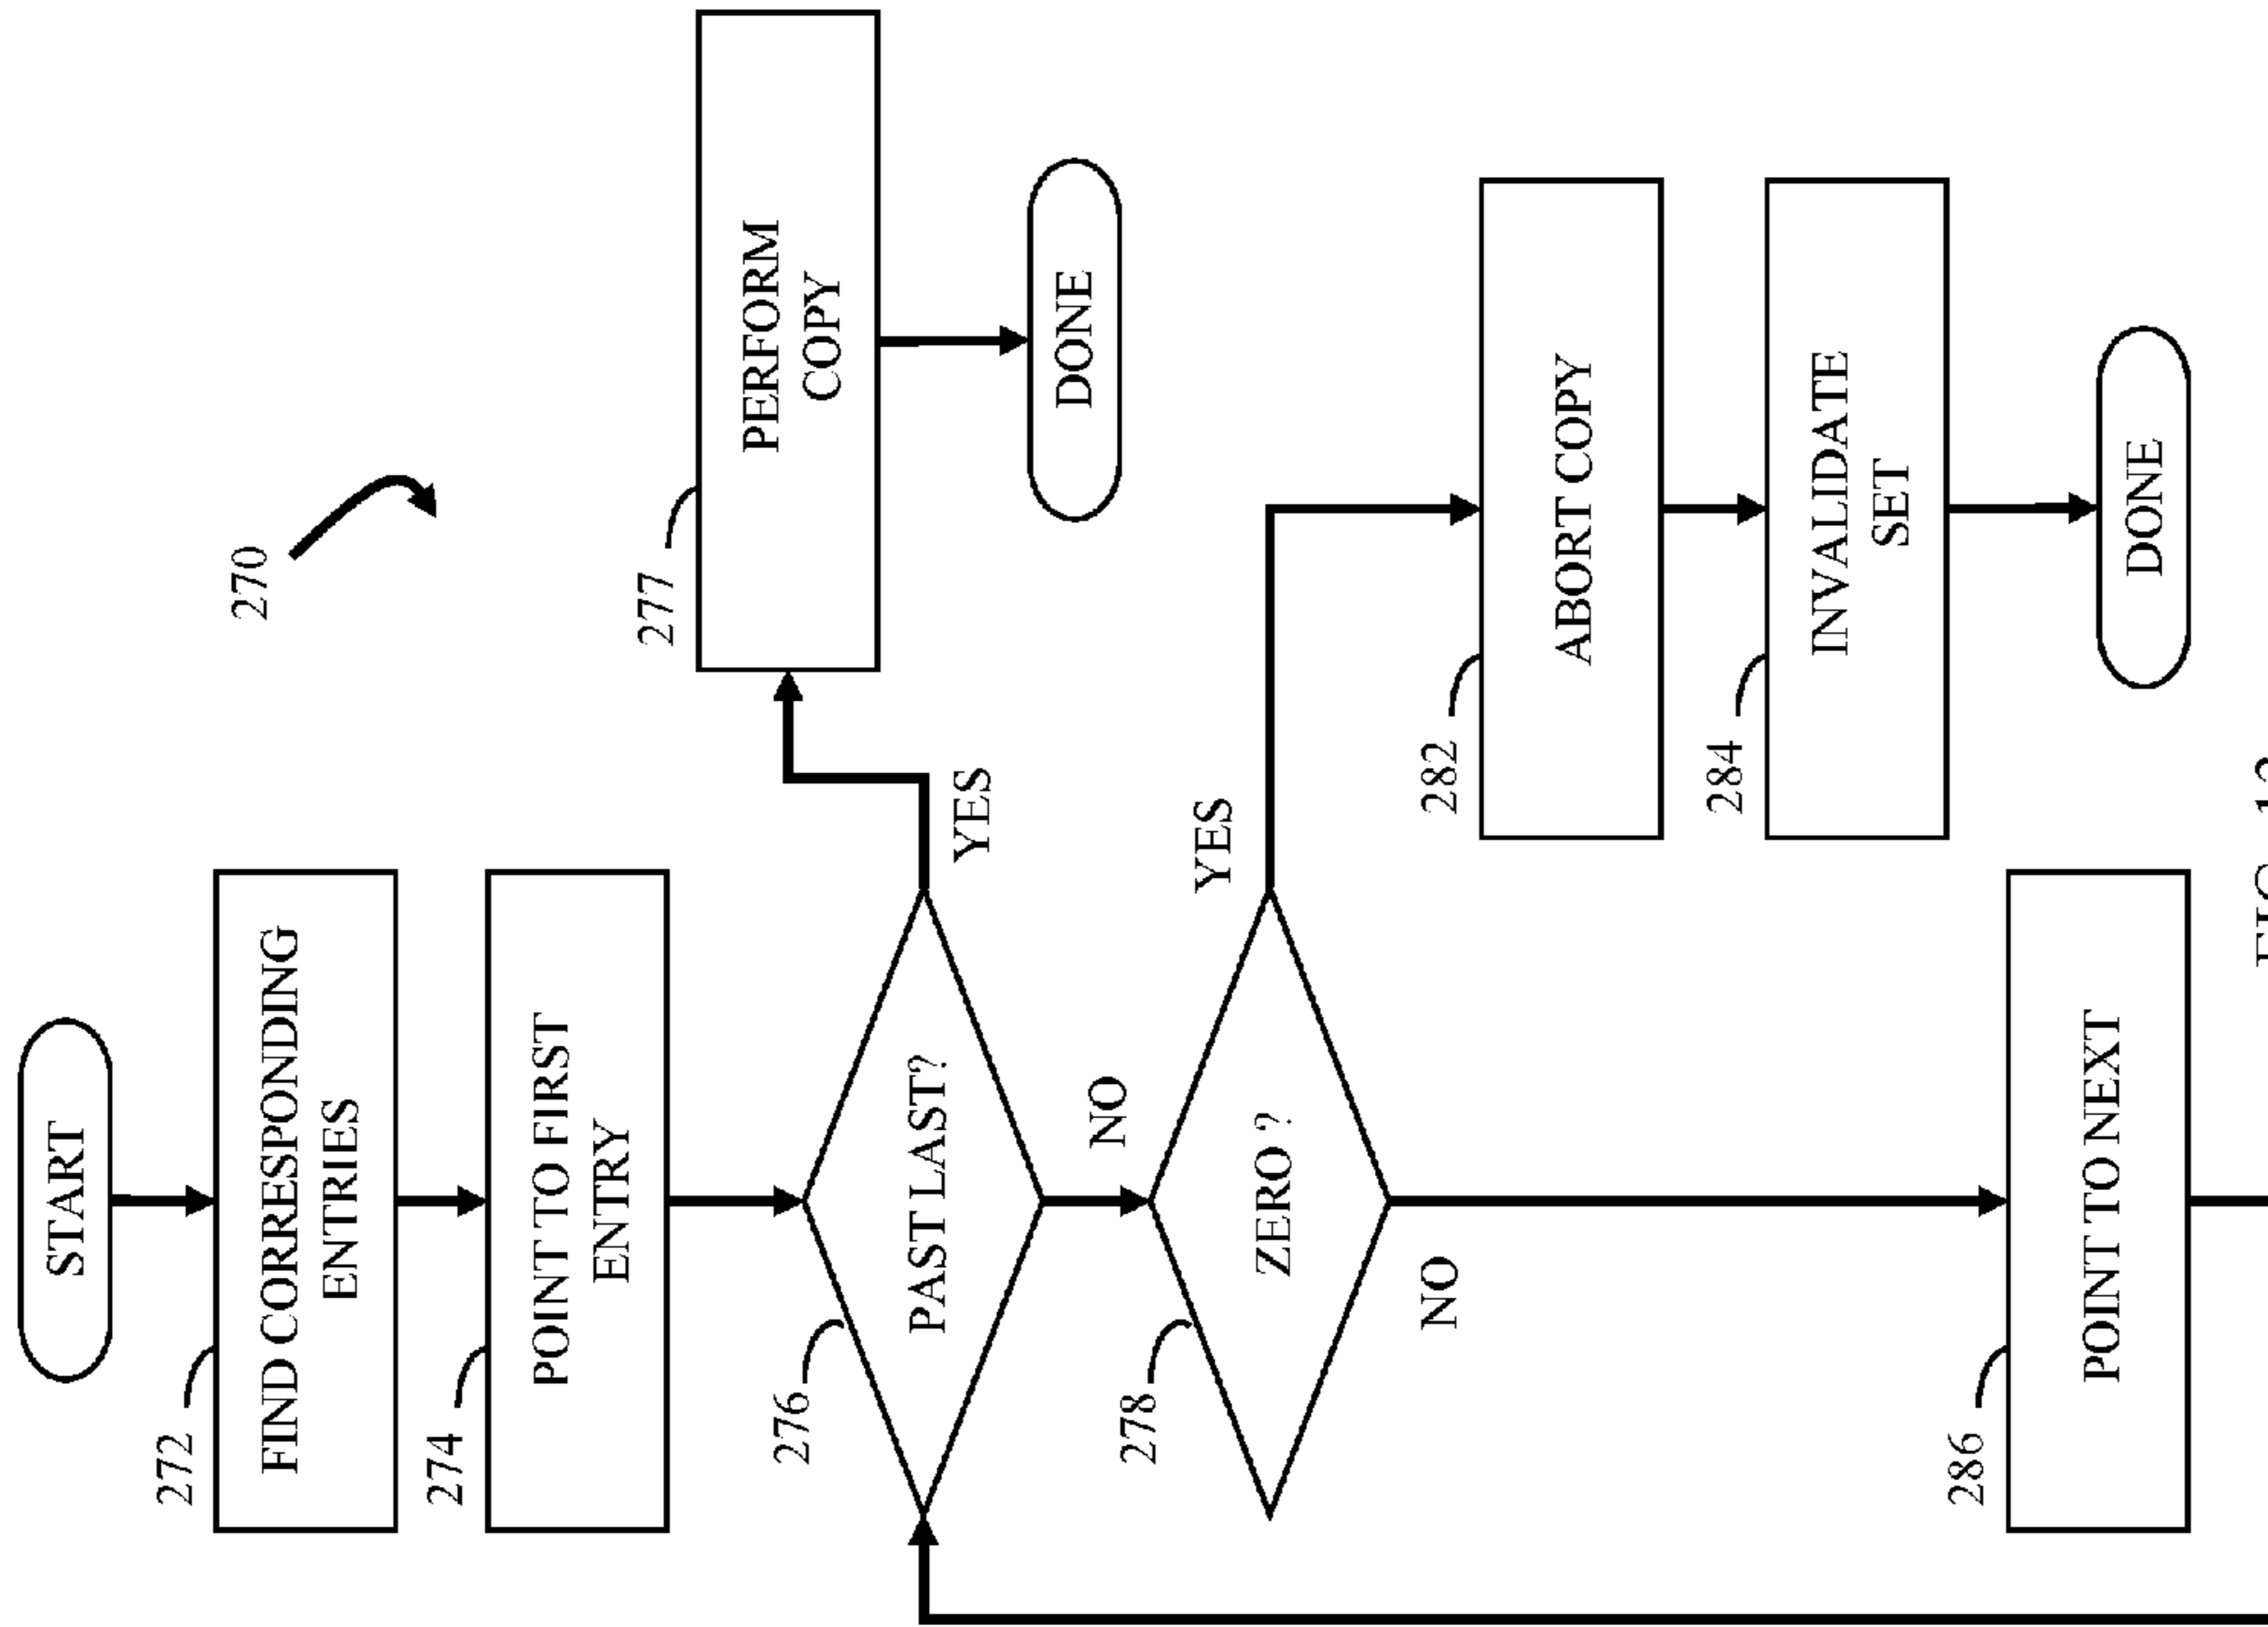 START
270
272
FIND CORRESPONDING
ENTRIES
274
POINT TO FIRST
ENTRY
276
PAST LAST?
YES
277
PERFORM
COPY
DONE
NO
278
ZERO ?
YES
282
ABORT COPY
284
INVALIDATE
SET
DONE
NO
286
POINT TO NEXT